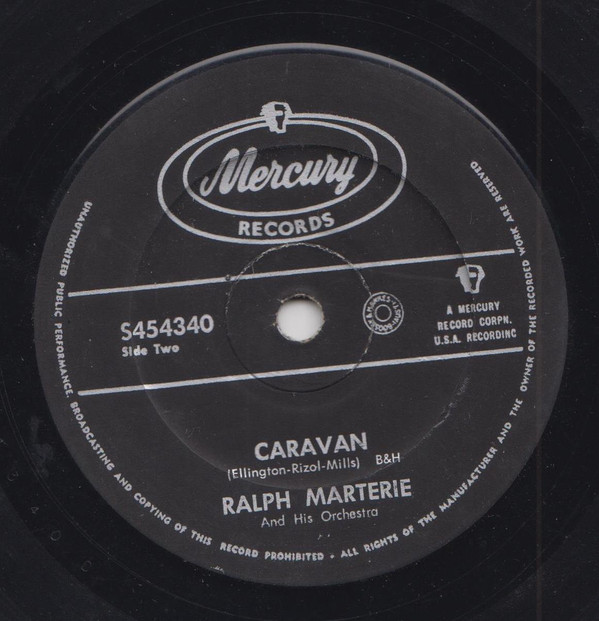 Mercury
RECORDS
S454340
Side Two
A MERCURY
RECORD CORPN.
U.S.A. RECORDING
CARAVAN
(Ellington-Rizol-Mills) B&H
RALPH MARTERIE
And His Orchestra
UNAUTHORIZED PUBLIC PERFORMANCE, BROADCASTING AND COPYING OF THIS RECORD PROHIBITED • ALL RIGHTS OF THE MANUFACTURER AND THE OWNER OF THE RECORDED WORK ARE RESERVED